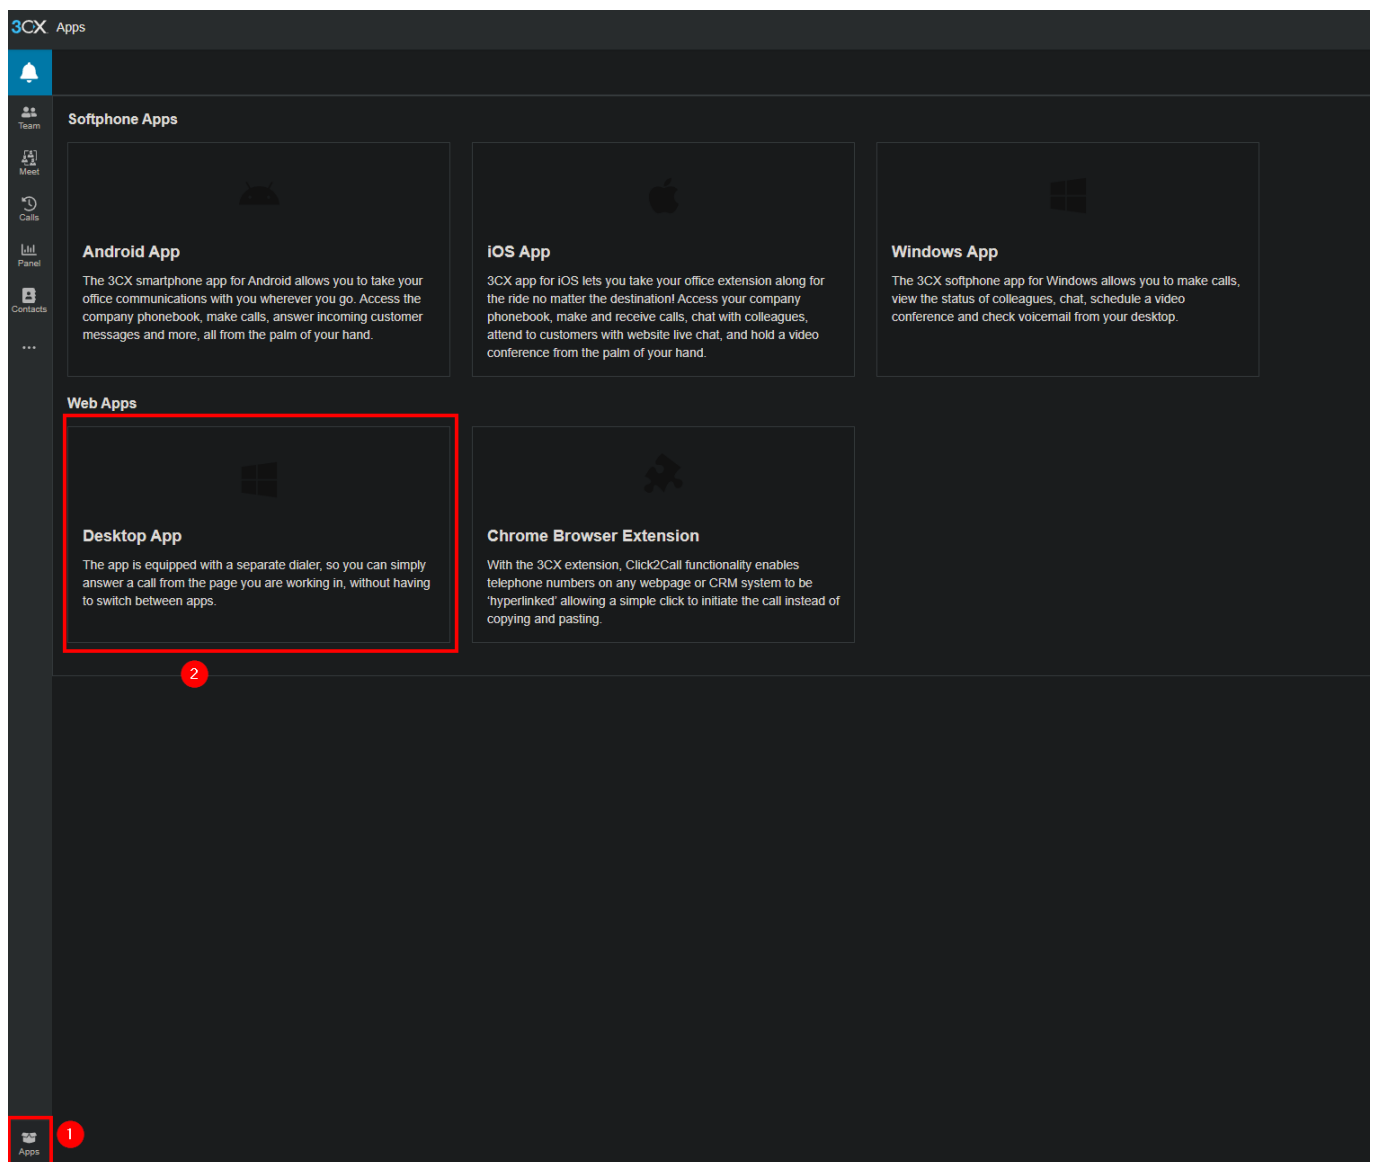 3CX Apps
Team
Meet
Calls
Panel
Contacts
Softphone Apps
Android App
The 3CX smartphone app for Android allows you to take your
office communications with you wherever you go. Access the
company phonebook, make calls, answer incoming customer
messages and more, all from the palm of your hand.
iOS App
3CX app for iOS lets you take your office extension along for
the ride no matter the destination! Access your company
phonebook, make and receive calls, chat with colleagues,
attend to customers with website live chat, and hold a video
conference from the palm of your hand.
Windows App
The 3CX softphone app for Windows allows you to make calls,
view the status of colleagues, chat, schedule a video
conference and check voicemail from your desktop.
Web Apps
Desktop App
The app is equipped with a separate dialer, so you can simply
answer a call from the page you are working in, without having
to switch between apps.
Chrome Browser Extension
With the 3CX extension, Click2Call functionality enables
telephone numbers on any webpage or CRM system to be
'hyperlinked' allowing a simple click to initiate the call instead of
copying and pasting.
2
1
Apps